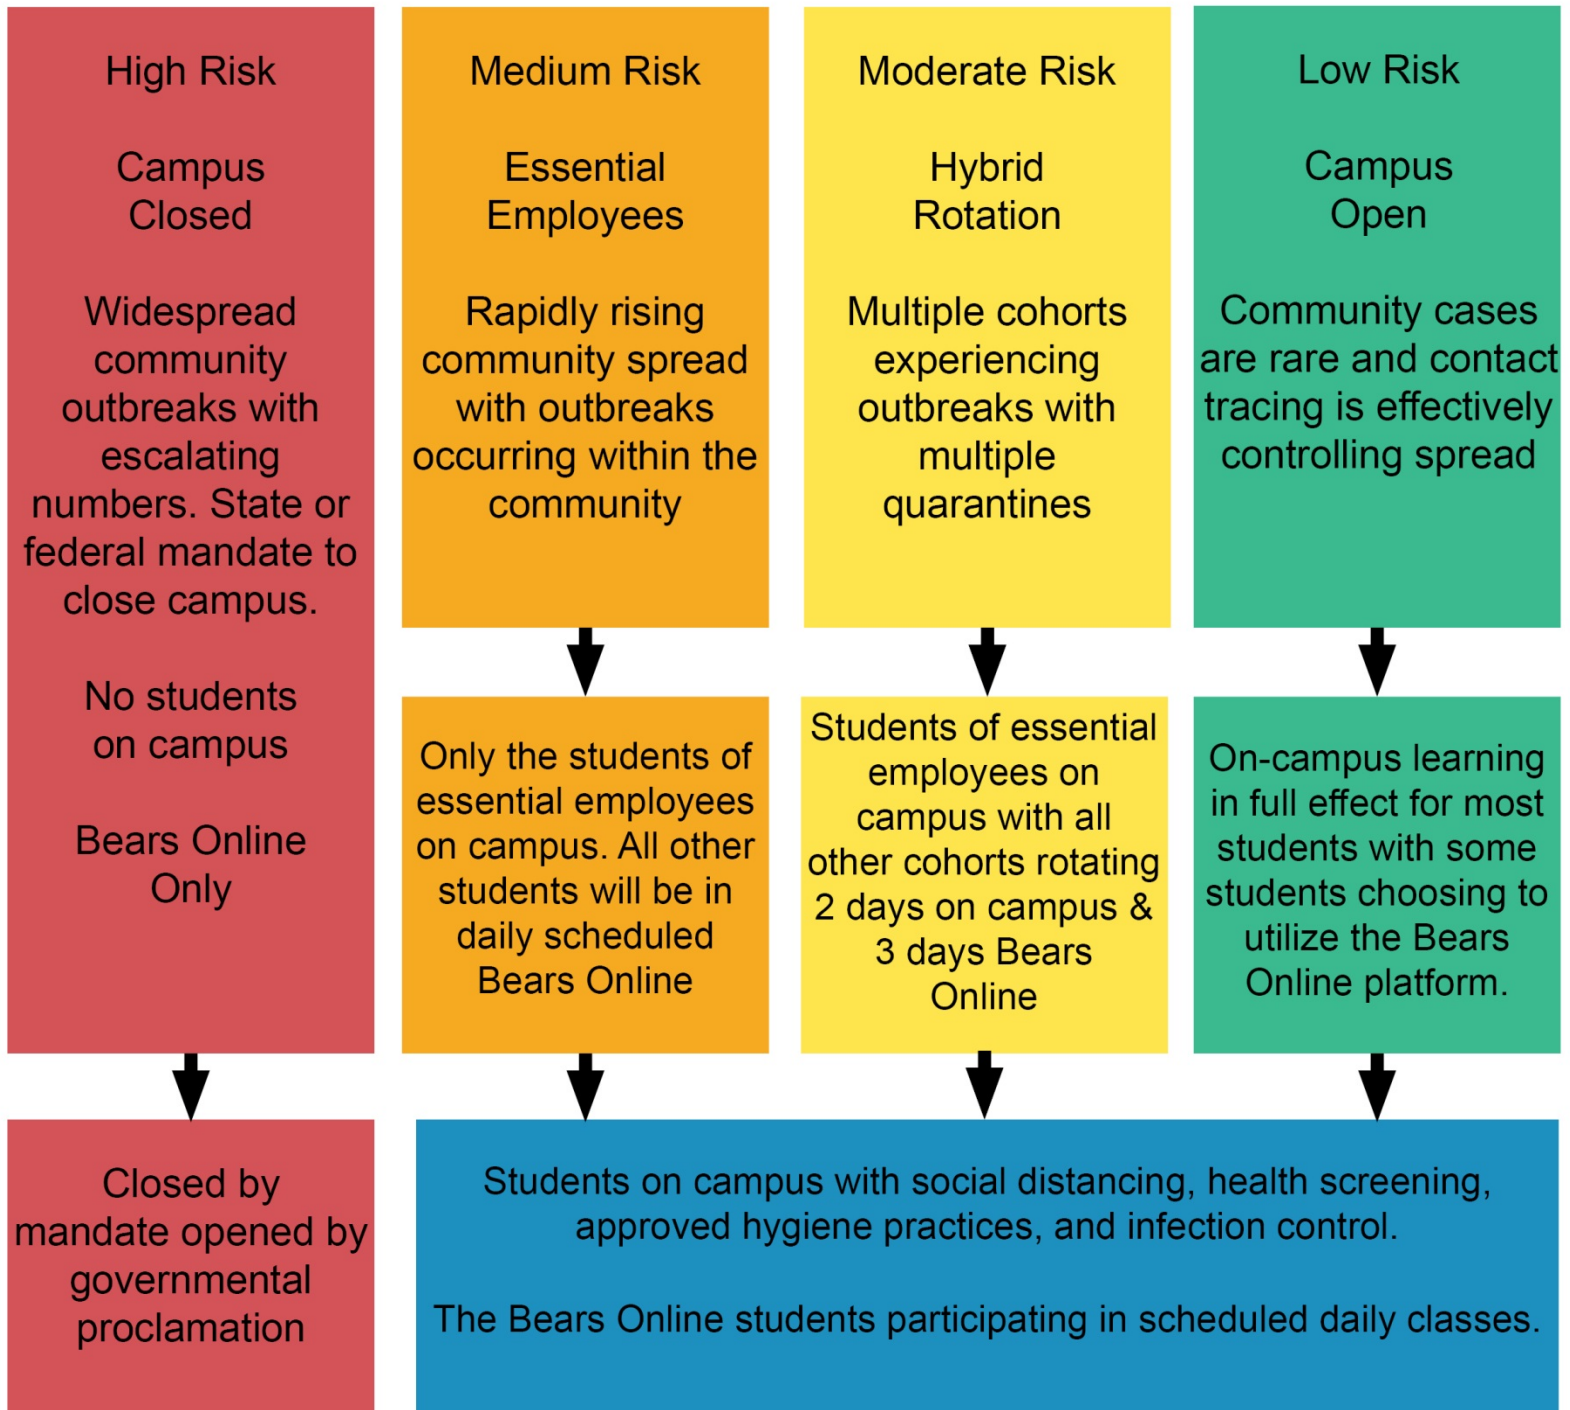 High Risk
Campus
Closed
Widespread
community
outbreaks with
escalating
numbers. State or
federal mandate to
close campus.
No students
on campus
Bears Online
Only
Closed by
mandate opened by
governmental
proclamation
Medium Risk
Essential
Employees
Rapidly rising
community spread
with outbreaks
occurring within the
community
Only the students of
essential employees
on campus. All other
students will be in
daily scheduled
Bears Online
Moderate Risk
Hybrid
Rotation
Multiple cohorts
experiencing
outbreaks with
multiple
quarantines
Students of essential
employees on
campus with all
other cohorts rotating
2 days on campus &
3 days Bears
Online
Low Risk
Campus
Open
Community cases
are rare and contact
tracing is effectively
controlling spread
On-campus learning
in full effect for most
students with some
students choosing to
utilize the Bears
Online platform.
Students on campus with social distancing, health screening,
approved hygiene practices, and infection control.
The Bears Online students participating in scheduled daily classes.